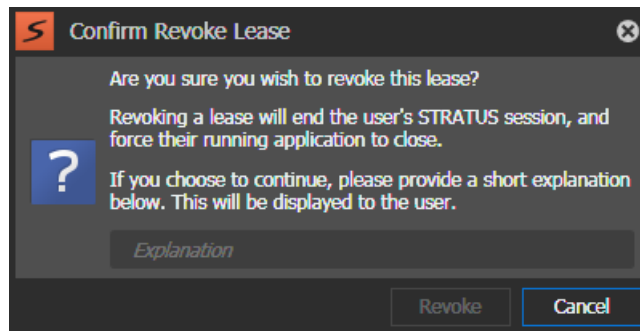 Confirm Revoke Lease
Are you sure you wish to revoke this lease?
Revoking a lease will end the user's STRATUS session, and
force their running application to close.
If you choose to continue, please provide a short explanation
below. This will be displayed to the user.
Explanation
Revoke Cancel